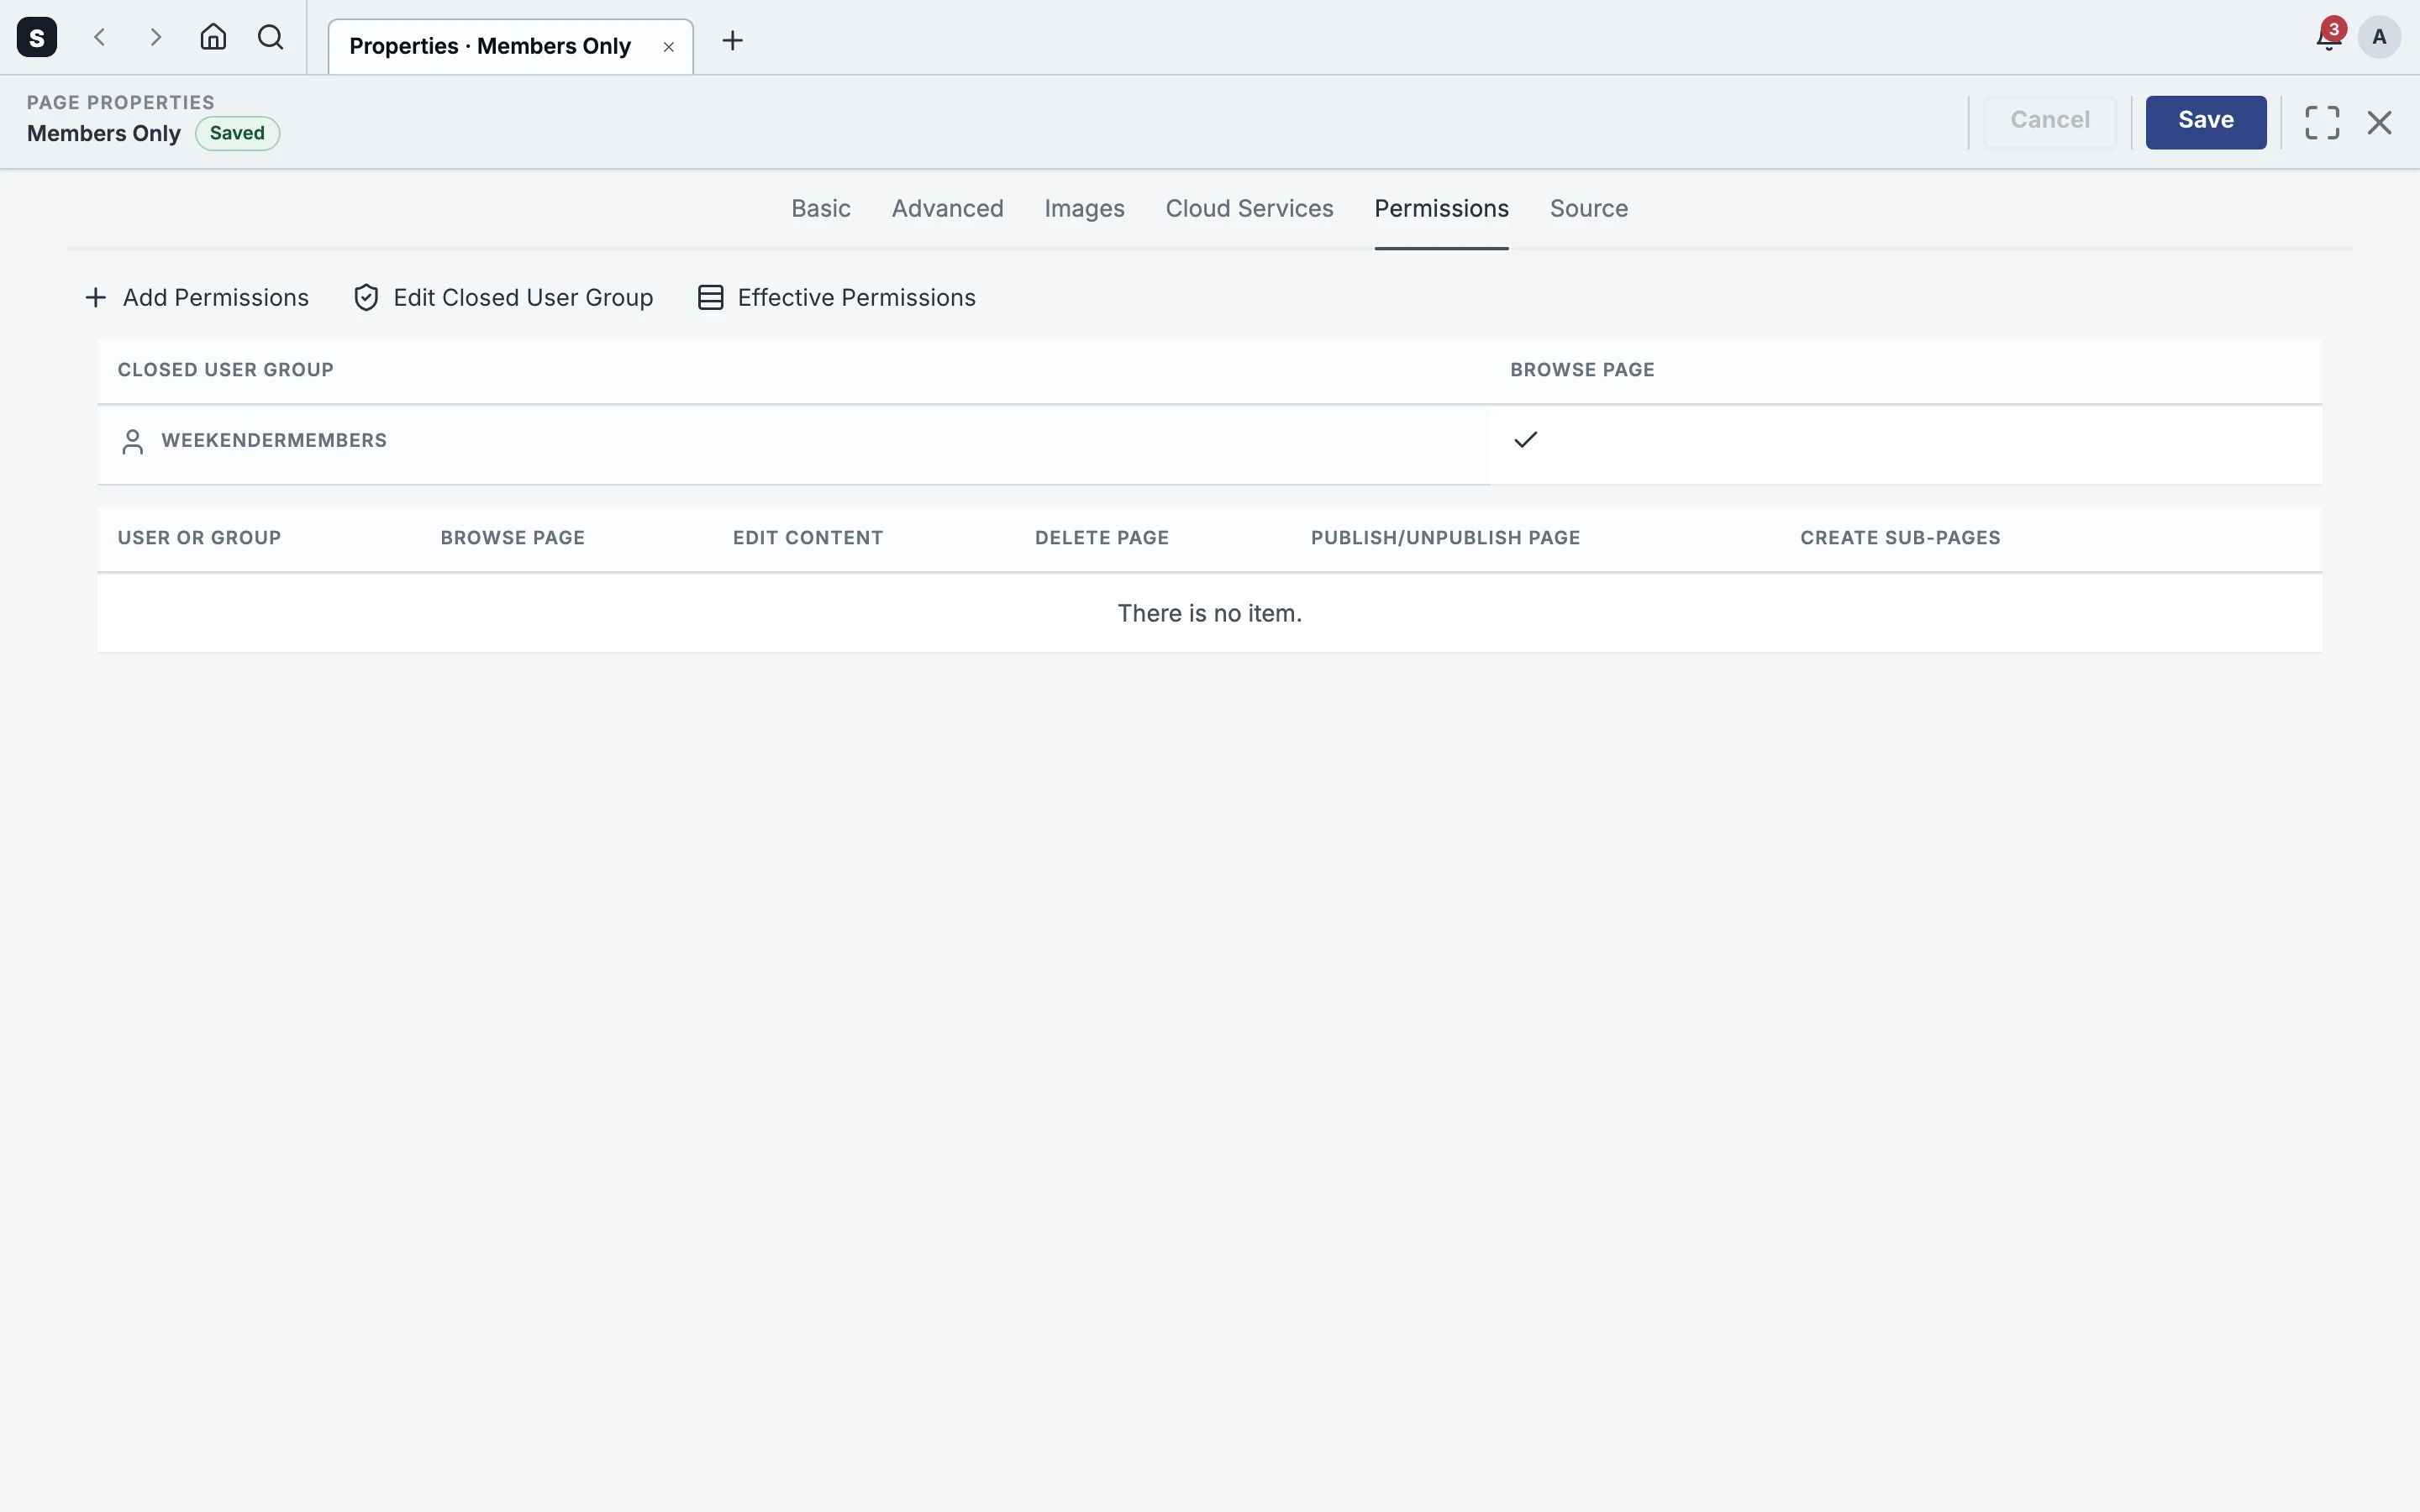 S
Properties · Members Only
3
A
PAGE PROPERTIES
Members Only Saved
Cancel
Save
Basic Advanced Images Cloud Services Permissions Source
Add Permissions Edit Closed User Group Effective Permissions
CLOSED USER GROUP BROWSE PAGE
WEEKENDERMEMBERS
USER OR GROUP BROWSE PAGE EDIT CONTENT DELETE PAGE PUBLISH/UNPUBLISH PAGE CREATE SUB-PAGES
There is no item.